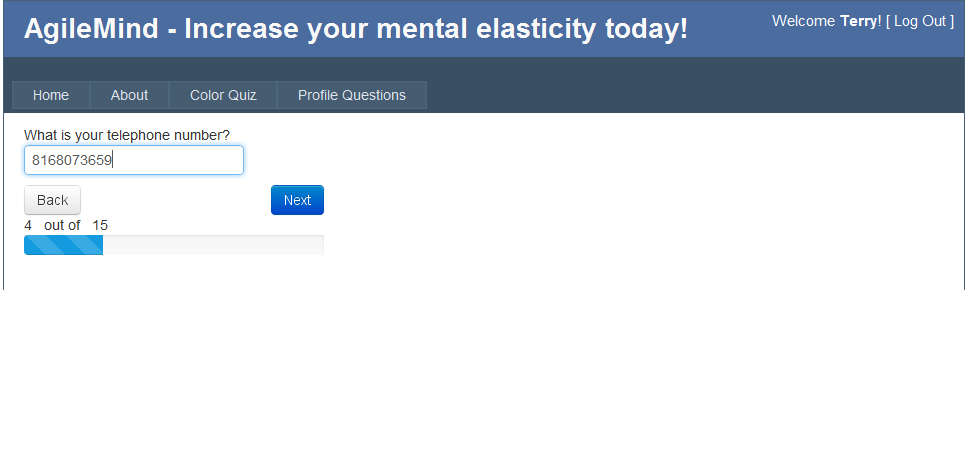 AgileMind - Increase your mental elasticity today!
Welcome Terry! [ Log Out ]
Home About Color Quiz Profile Questions
What is your telephone number?
8168073659
Back Next
4 out of 15